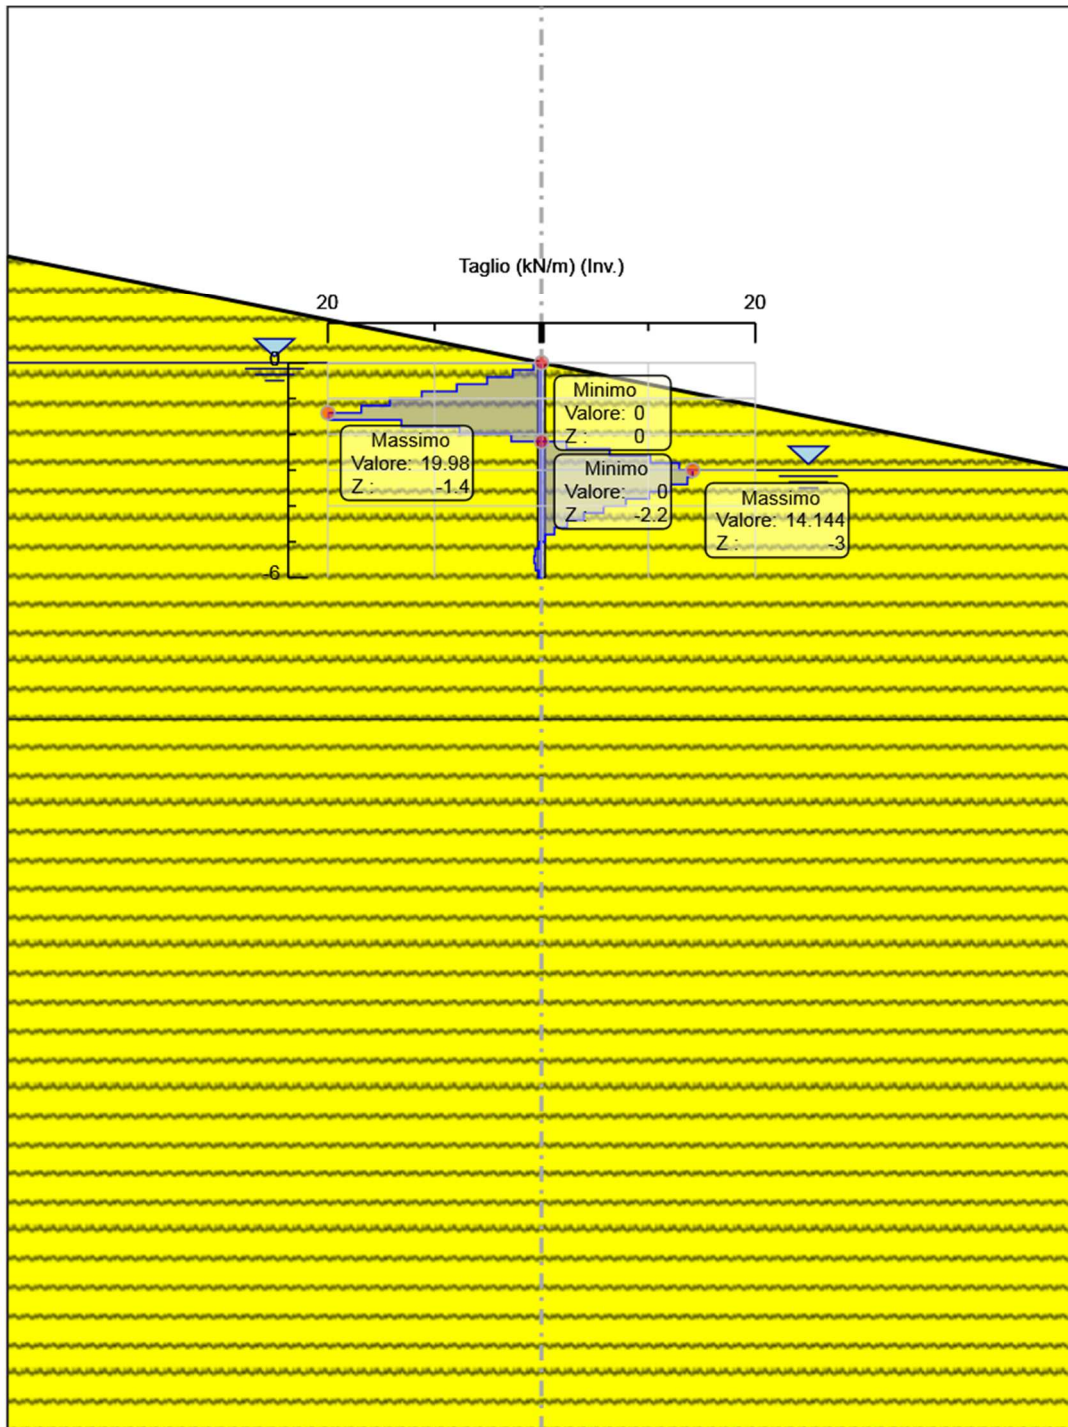 Taglio (kN/m) (Inv.)
20
20
0
Minimo
Valore: 0
Z : 0
Massimo
Valore: 19.98
Z : -1.4
Minimo
Valore: 0
Z : -2.2
Massimo
Valore: 14.144
Z : -3
-6